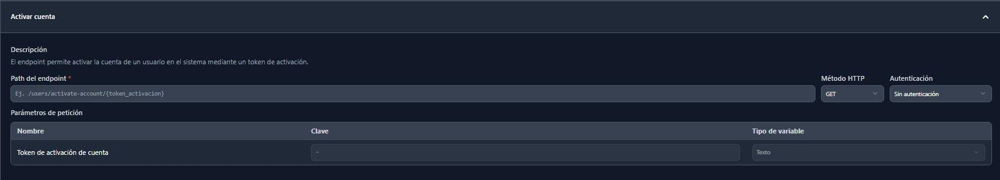 Activar cuenta
Descripción
El endpoint permite activar la cuenta de un usuario en el sistema mediante un token de activación.
Path del endpoint * Método HTTP Autenticación
Ej. /users/activate-account/{token_activacion} GET Sin autenticación
Parámetros de petición
Nombre Clave Tipo de variable
Token de activación de cuenta - Texto